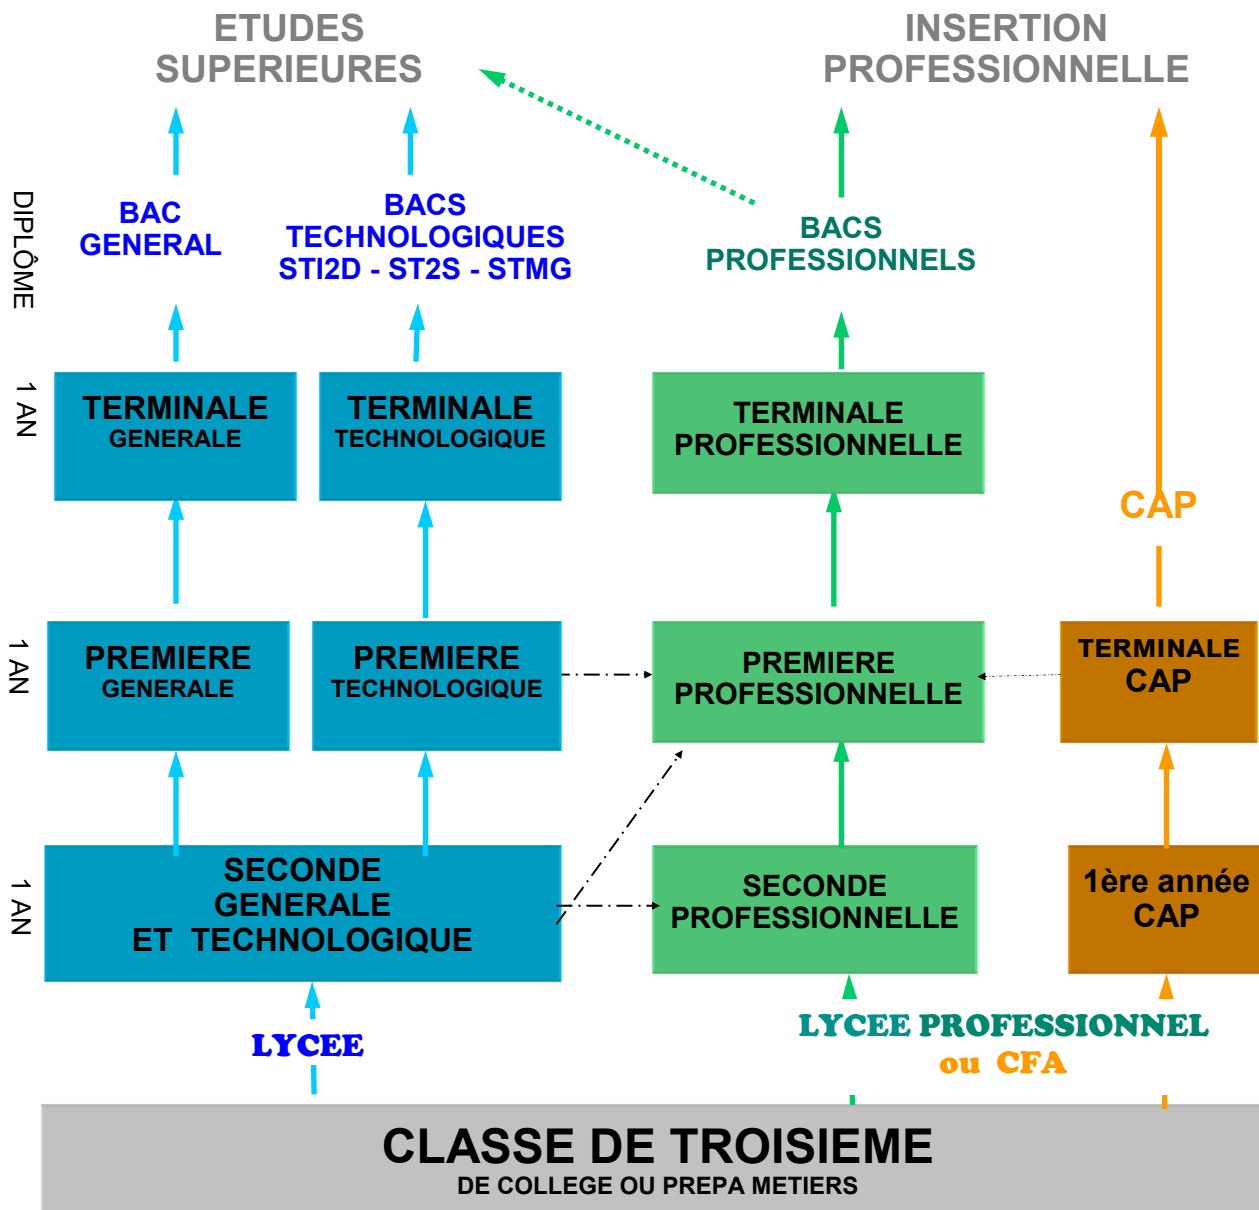 ETUDES
SUPERIEURES
INSERTION
PROFESSIONNELLE
DIPLÔME
BAC
GENERAL
BACS
TECHNOLOGIQUES
STI2D - ST2S - STMG
BACS
PROFESSIONNELS
1 AN
TERMINALE
GENERALE
TERMINALE
TECHNOLOGIQUE
TERMINALE
PROFESSIONNELLE
CAP
1 AN
PREMIERE
GENERALE
PREMIERE
TECHNOLOGIQUE
PREMIERE
PROFESSIONNELLE
TERMINALE
CAP
1 AN
SECONDE
GENERALE
ET TECHNOLOGIQUE
SECONDE
PROFESSIONNELLE
1ère année
CAP
LYCEE
LYCEE PROFESSIONNEL
ou CFA
CLASSE DE TROISIEME
DE COLLEGE OU PREPA METIERS